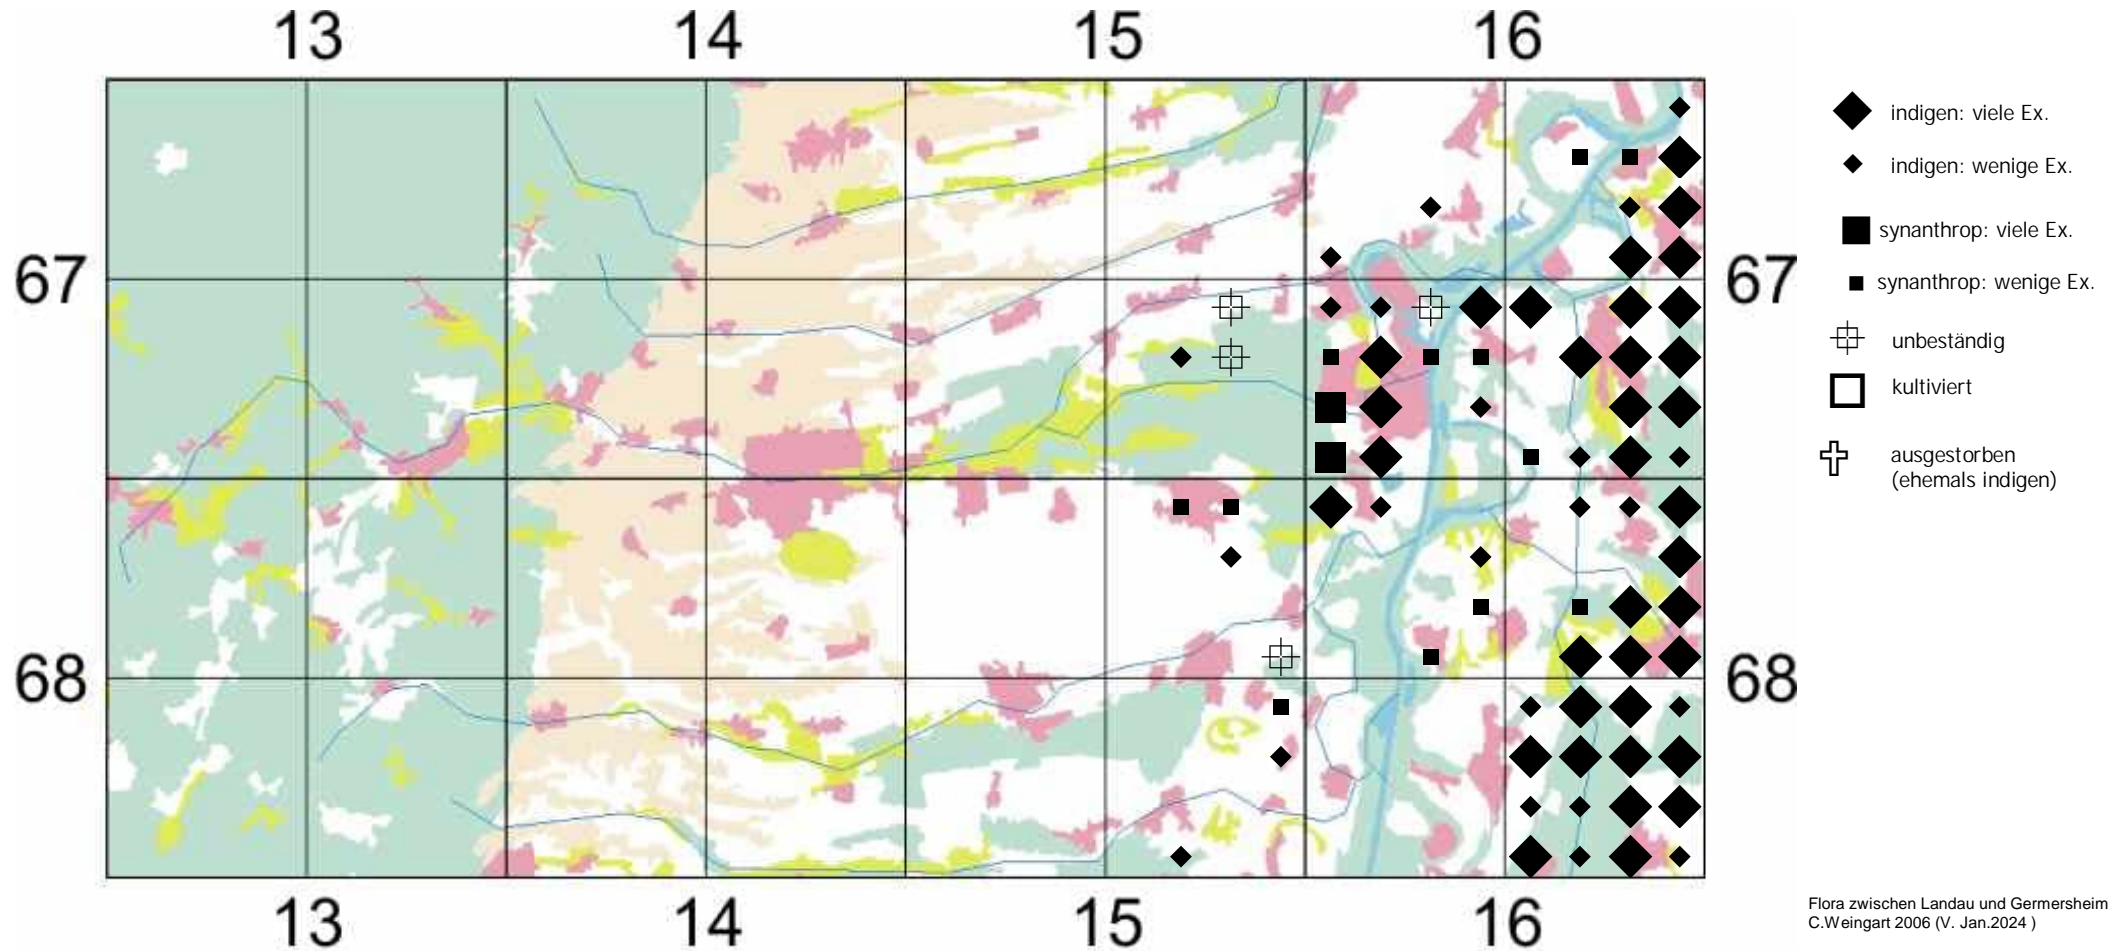 13 14 15 16
67 67
68 68
13 14 15 16
indigen: viele Ex.
indigen: wenige Ex.
synanthrop: viele Ex.
synanthrop: wenige Ex.
unbeständig
kultiviert
ausgestorben
(ehemals indigen)
Flora zwischen Landau und Germersheim
C.Weingart 2006 (V. Jan.2024 )